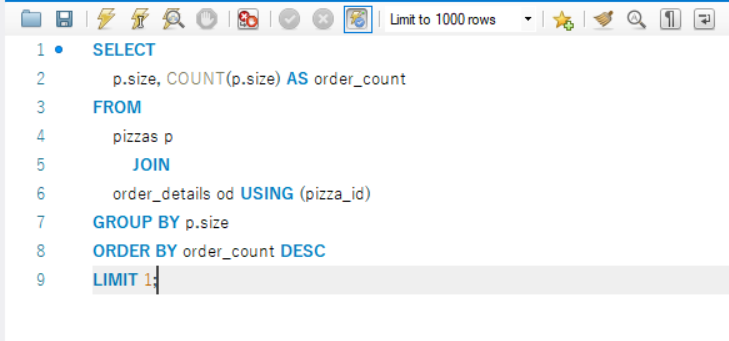 Limit to 1000 rows
1 SELECT
2 p.size, COUNT(p.size) AS order_count
3 FROM
4 pizzas p
5 JOIN
6 order_details od USING (pizza_id)
7 GROUP BY p.size
8 ORDER BY order_count DESC
9 LIMIT 1;